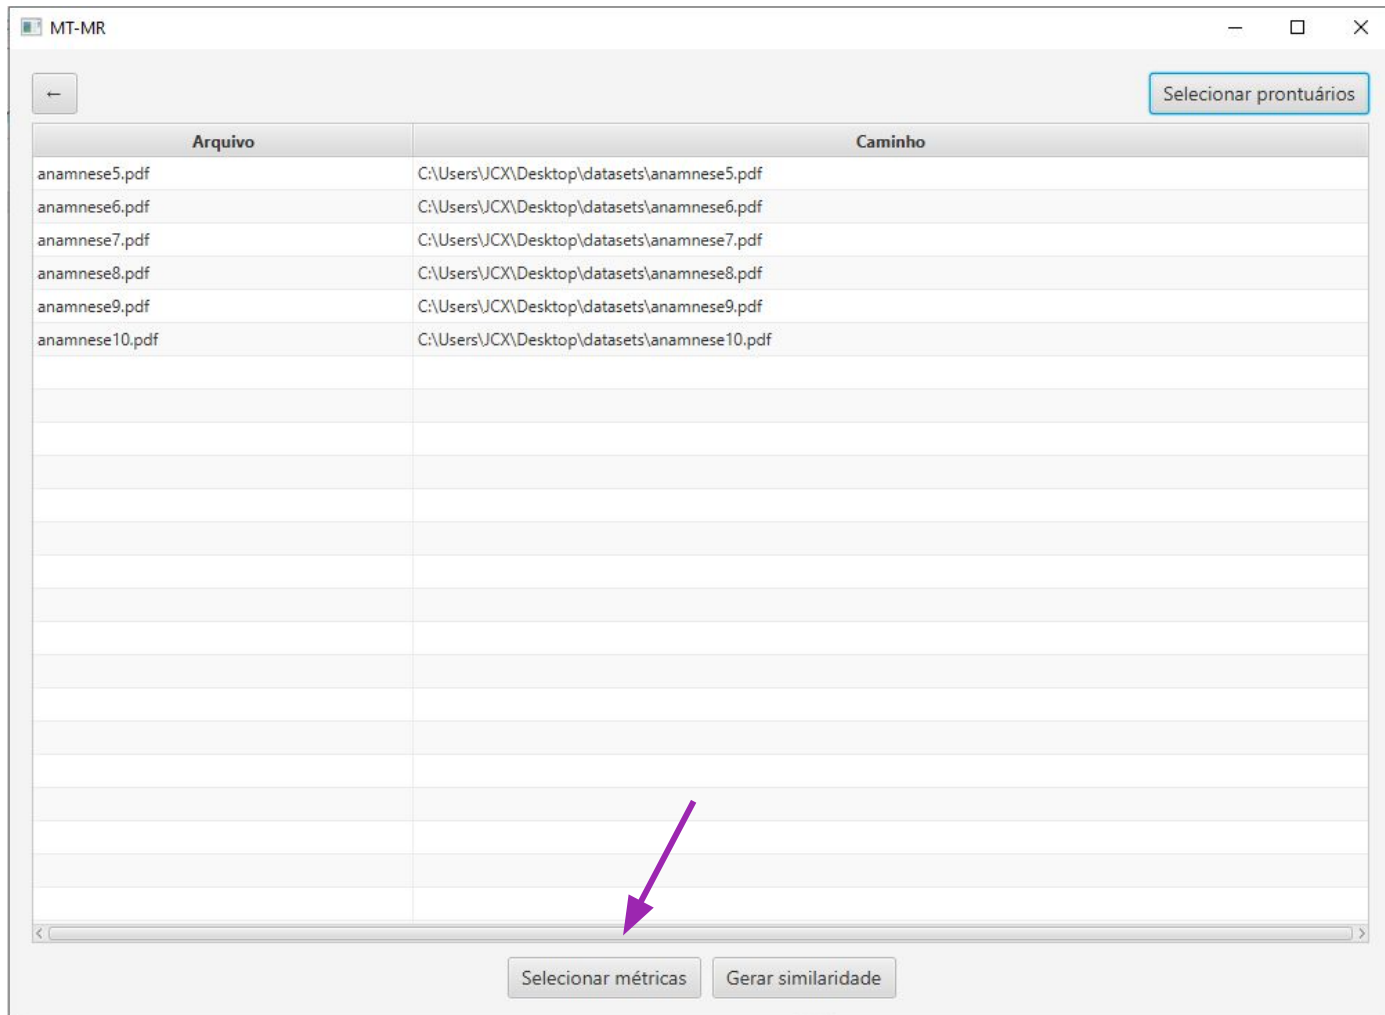 MT-MR
← Selecionar prontuários
Arquivo Caminho
anamnese5.pdf C:\Users\JCX\Desktop\datasets\anamnese5.pdf
anamnese6.pdf C:\Users\JCX\Desktop\datasets\anamnese6.pdf
anamnese7.pdf C:\Users\JCX\Desktop\datasets\anamnese7.pdf
anamnese8.pdf C:\Users\JCX\Desktop\datasets\anamnese8.pdf
anamnese9.pdf C:\Users\JCX\Desktop\datasets\anamnese9.pdf
anamnese10.pdf C:\Users\JCX\Desktop\datasets\anamnese10.pdf
Selecionar métricas Gerar similaridade